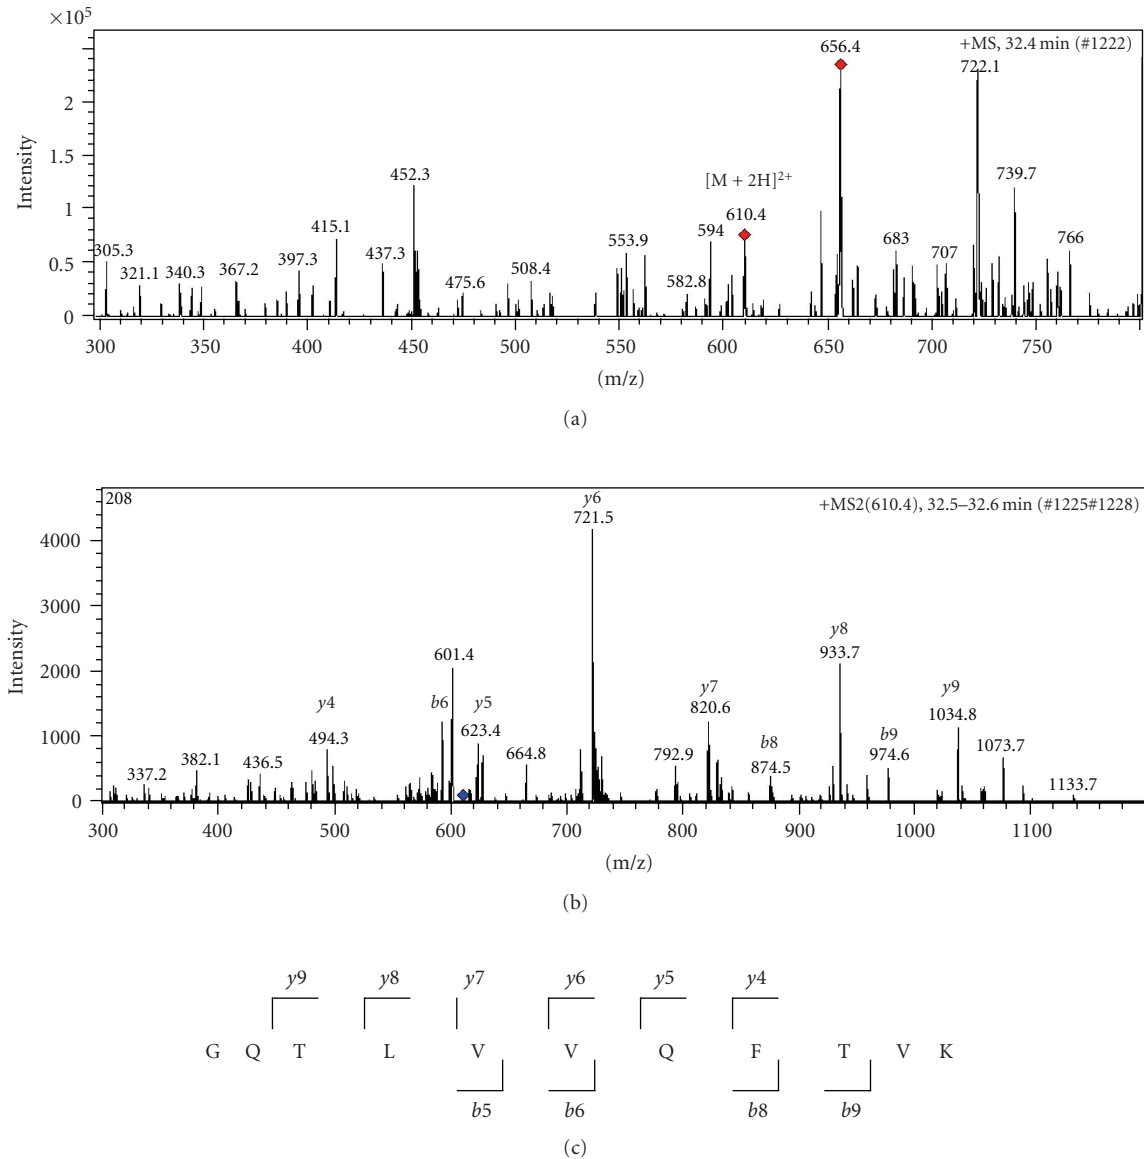 ×10⁵
+MS, 32.4 min (#1222)
656.4
722.1
2
452.3
[M + 2H]²⁺
739.7
1.5
610.4
1
415.1
594
305.3
397.3
437.3
553.9
683
707
766
0.5
321.1
340.3
367.2
475.6
508.4
582.8
0
Intensity
300 350 400 450 500 550 600 650 700 750
(m/z)
(a)
208
y6
721.5
+MS2(610.4), 32.5–32.6 min (#1225#1228)
4000
3000
y8
933.7
601.4
2000
y4
b6
y5
y7
y9
494.3
623.4
820.6
1034.8
1000
337.2
382.1
436.5
664.8
792.9
b8
874.5
b9
974.6
1073.7
1133.7
0
Intensity
300 400 500 600 700 800 900 1000 1100
(m/z)
(b)
y9 y8 y7 y6 y5 y4
G Q T L V V Q F T V K
b5 b6 b8 b9
(c)